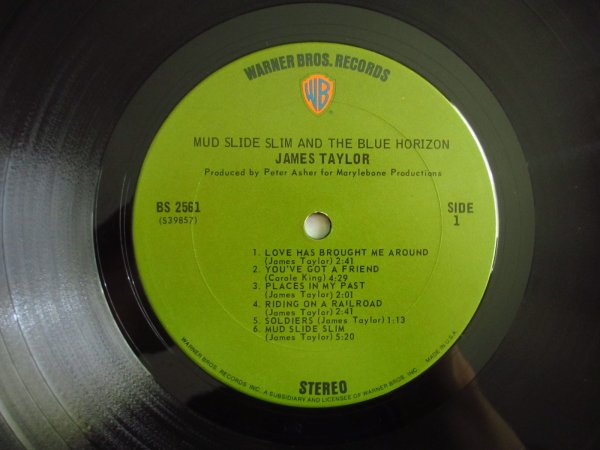 WARNER BROS. RECORDS
WB
MUD SLIDE SLIM AND THE BLUE HORIZON
JAMES TAYLOR
Produced by Peter Asher for Marylebone Productions
BS 2561
(S39857)
SIDE
1
1. LOVE HAS BROUGHT ME AROUND
(James Taylor) 2:41
2. YOU'VE GOT A FRIEND
(Carole King) 4:29
3. PLACES IN MY PAST
(James Taylor) 2:01
4. RIDING ON A RAILROAD
(James Taylor) 2:41
5. SOLDIERS (James Taylor) 1:13
6. MUD SLIDE SLIM
(James Taylor) 5:20
STEREO
WARNER BROS. RECORDS INC. A SUBSIDIARY AND LICENSEE OF WARNER BROS. INC. MADE IN U.S.A.